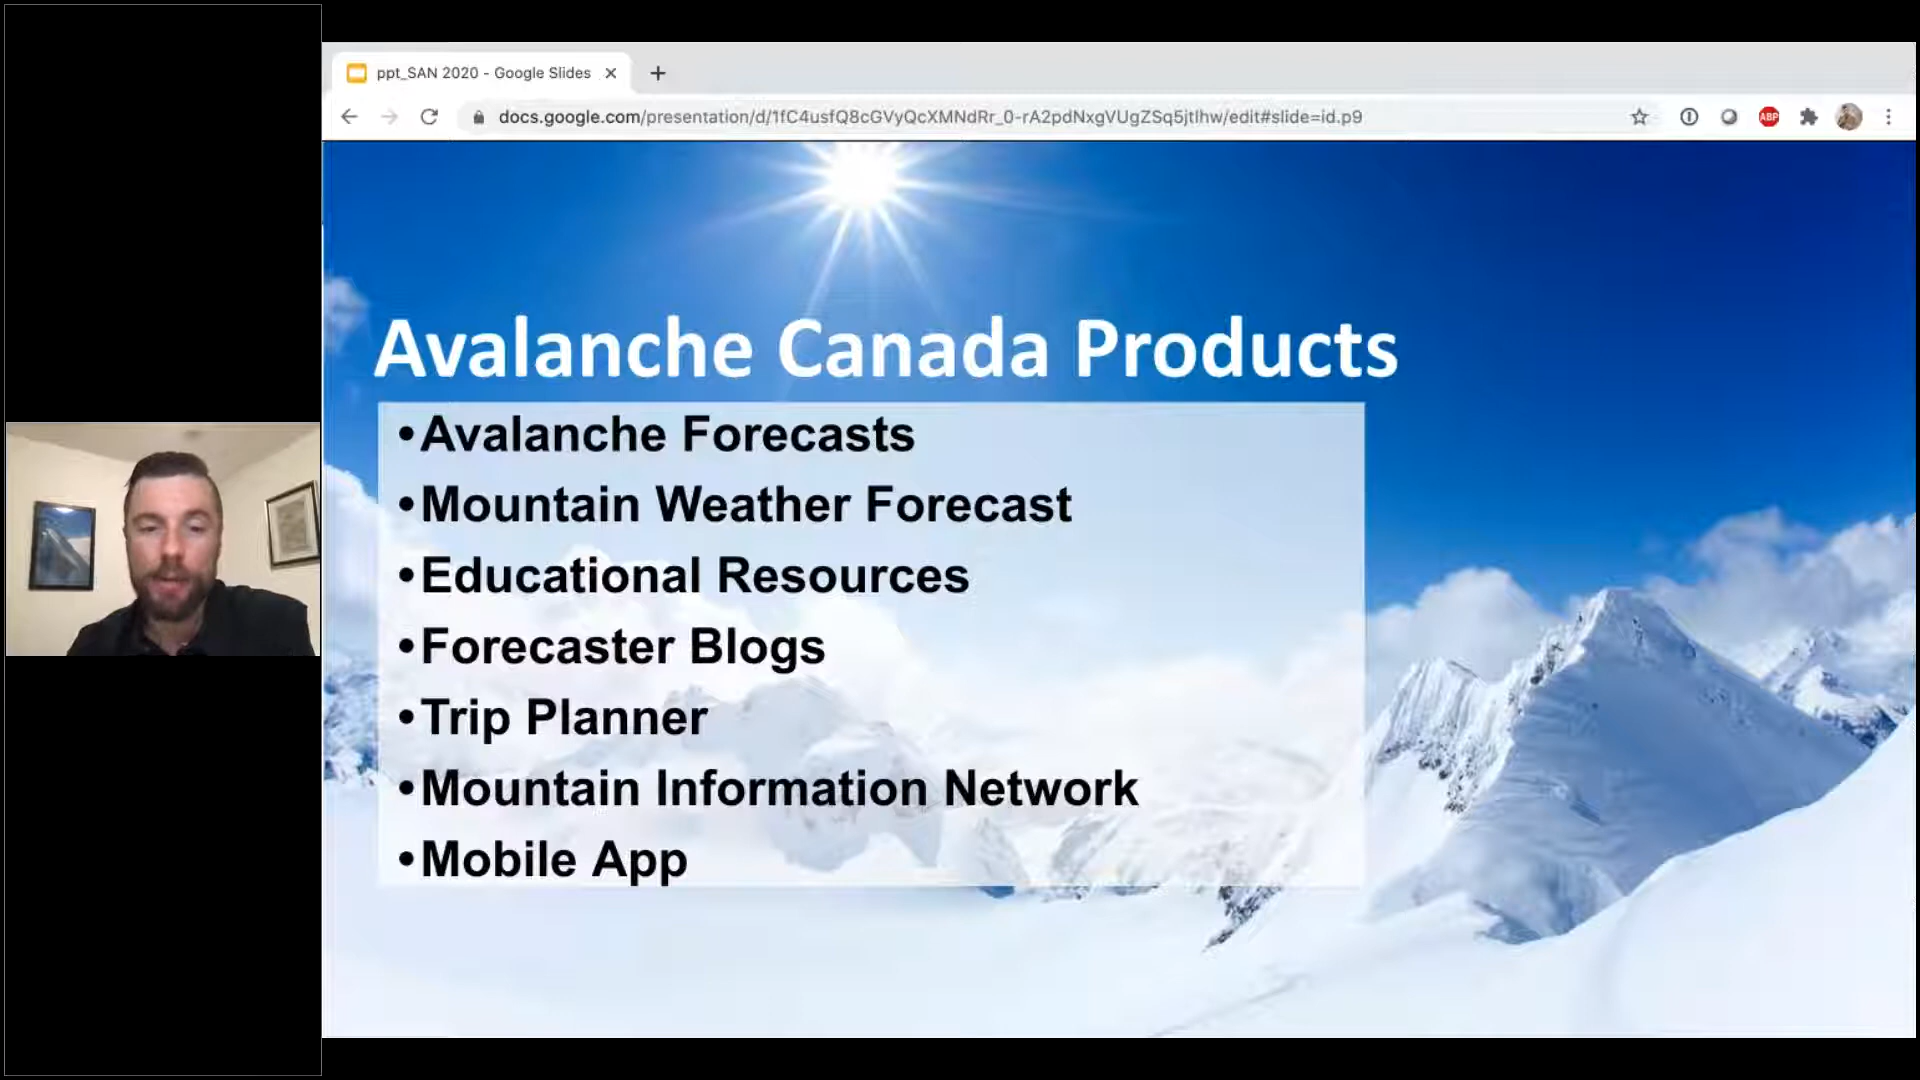 ppt_SAN 2020 - Google Slides
docs.google.com/presentation/d/1fC4usfQ8cGVyQcXMNdRr_0-rA2pdNxgVUgZSq5jtlhw/edit#slide=id.p9
ABP
Avalanche Canada Products
•Avalanche Forecasts
•Mountain Weather Forecast
•Educational Resources
•Forecaster Blogs
•Trip Planner
•Mountain Information Network
•Mobile App